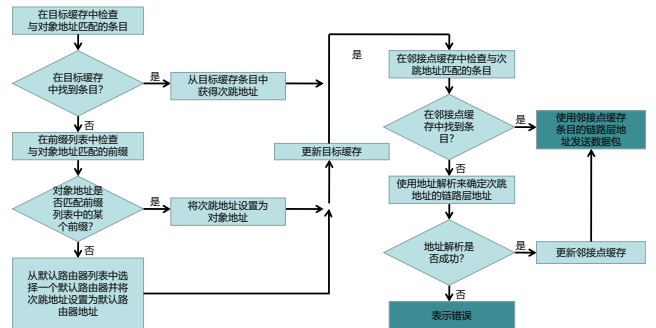 在目标缓存中检查
与对象地址匹配的条目
在目标缓存
中找到条目?
是
从目标缓存条目中
获得次跳地址
否
在前缀列表中检查
与对象地址匹配的前缀
对象地址是
否匹配前缀
列表中的某
个前缀?
是
将次跳地址设置为
对象地址
否
从默认路由器列表中选
择一个默认路由器并将
次跳地址设置为默认路
由器地址
更新目标缓存
是
在邻接点缓存中检查与次
跳地址匹配的条目
在邻接点缓
存中找到条
目?
是
使用邻接点缓存
条目的链路层地
址发送数据包
否
使用地址解析来确定次跳
地址的链路层地址
地址解析是
否成功?
是
更新邻接点缓存
否
表示错误